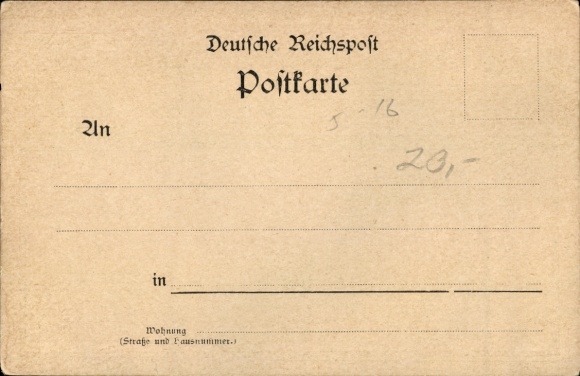 Deutsche Reichspost
Postkarte
5 - 16
An
20,-
in
Wohnung
(Straße und Hausnummer.)